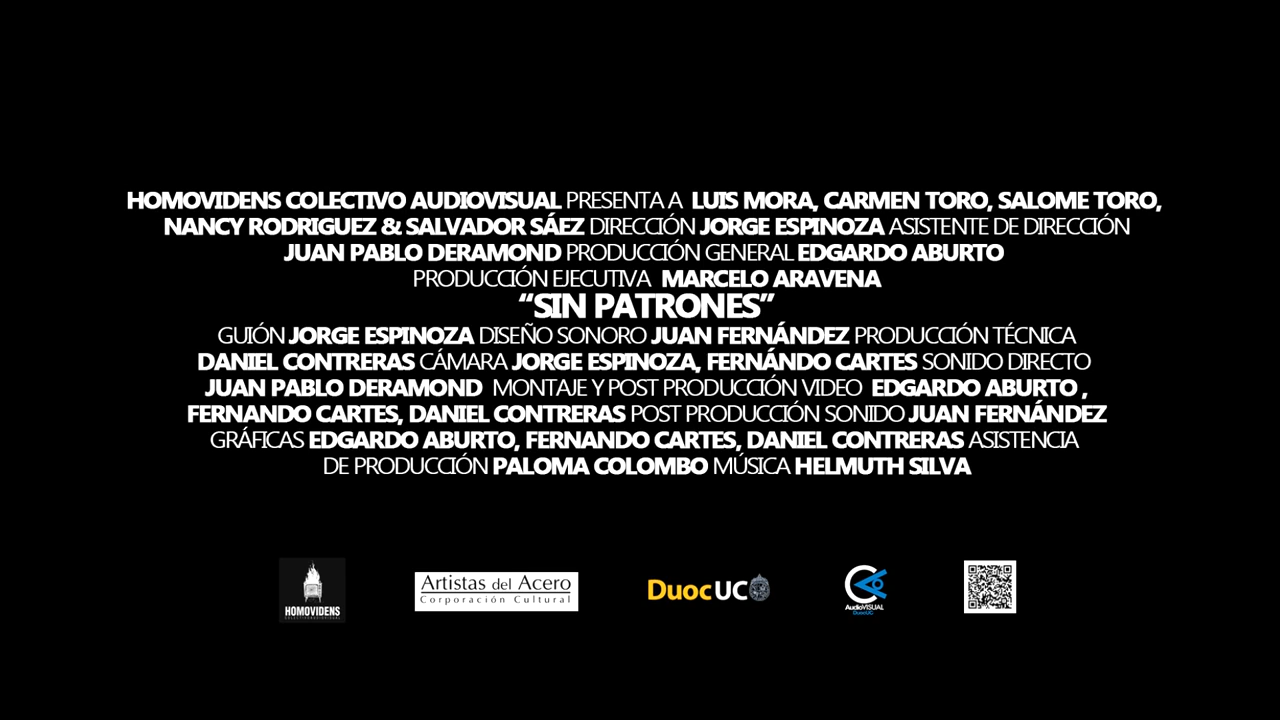 HOMOVIDENS COLECTIVO AUDIOVISUAL PRESENTA A LUIS MORA, CARMEN TORO, SALOME TORO,
NANCY RODRIGUEZ & SALVADOR SÁEZ DIRECCIÓN JORGE ESPINOZA ASISTENTE DE DIRECCIÓN
JUAN PABLO DERAMOND PRODUCCIÓN GENERAL EDGARDO ABURTO
PRODUCCIÓN EJECUTIVA MARCELO ARAVENA
“SIN PATRONES”
GUIÓN JORGE ESPINOZA DISEÑO SONORO JUAN FERNÁNDEZ PRODUCCIÓN TÉCNICA
DANIEL CONTRERAS CÁMARA JORGE ESPINOZA, FERNÁNDO CARTES SONIDO DIRECTO
JUAN PABLO DERAMOND MONTAJE Y POST PRODUCCIÓN VIDEO EDGARDO ABURTO ,
FERNANDO CARTES, DANIEL CONTRERAS POST PRODUCCIÓN SONIDO JUAN FERNÁNDEZ
GRÁFICAS EDGARDO ABURTO, FERNANDO CARTES, DANIEL CONTRERAS ASISTENCIA
DE PRODUCCIÓN PALOMA COLOMBO MÚSICA HELMUTH SILVA
HOMOVIDENS
COLECTIVOAUDIOVISUAL
Artistas del Acero
Corporación Cultural
DuocUC
AudioVISUAL
DuocUC